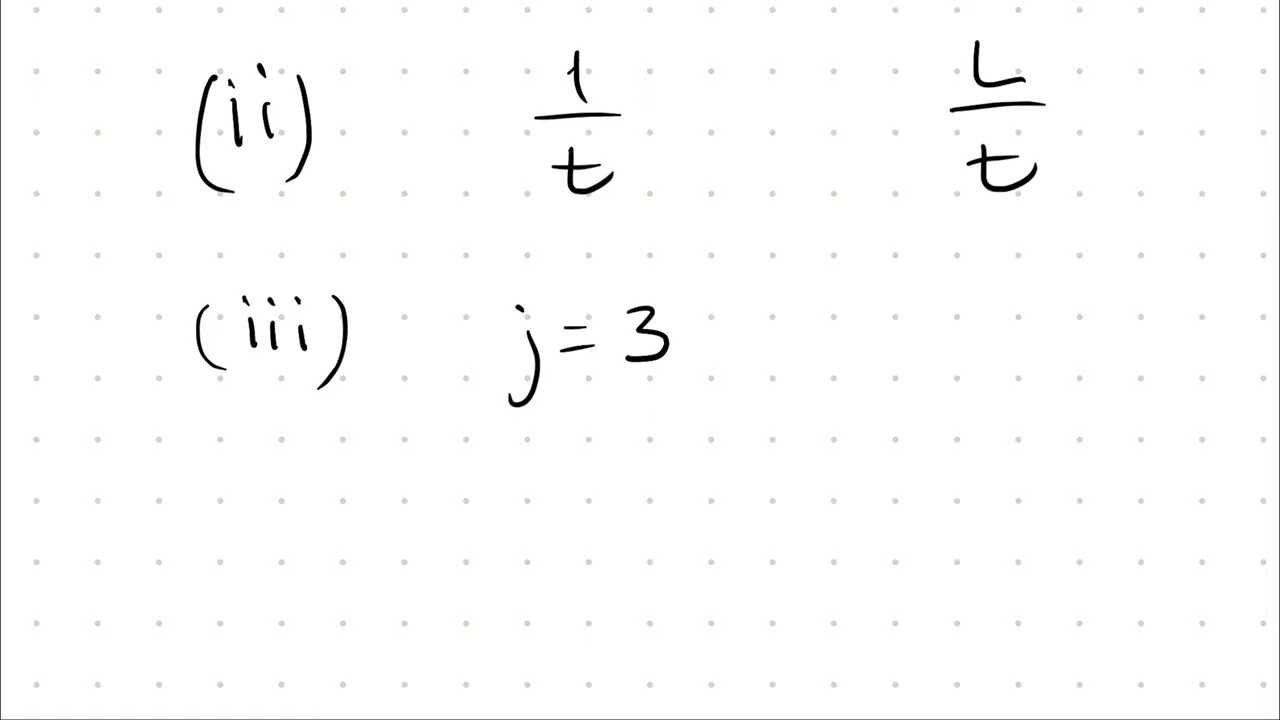 (ii) 1/t L/t
(iii) j = 3